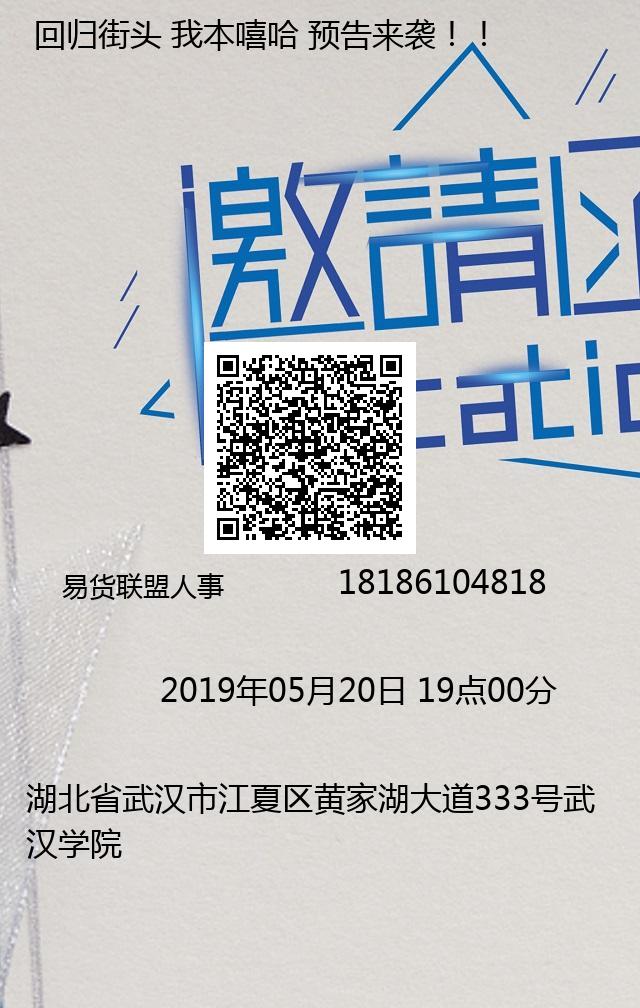 回归街头 我本嘻哈 预告来袭！！
邀請函
易货联盟人事
18186104818
2019年05月20日 19点00分
湖北省武汉市江夏区黄家湖大道333号武
汉学院